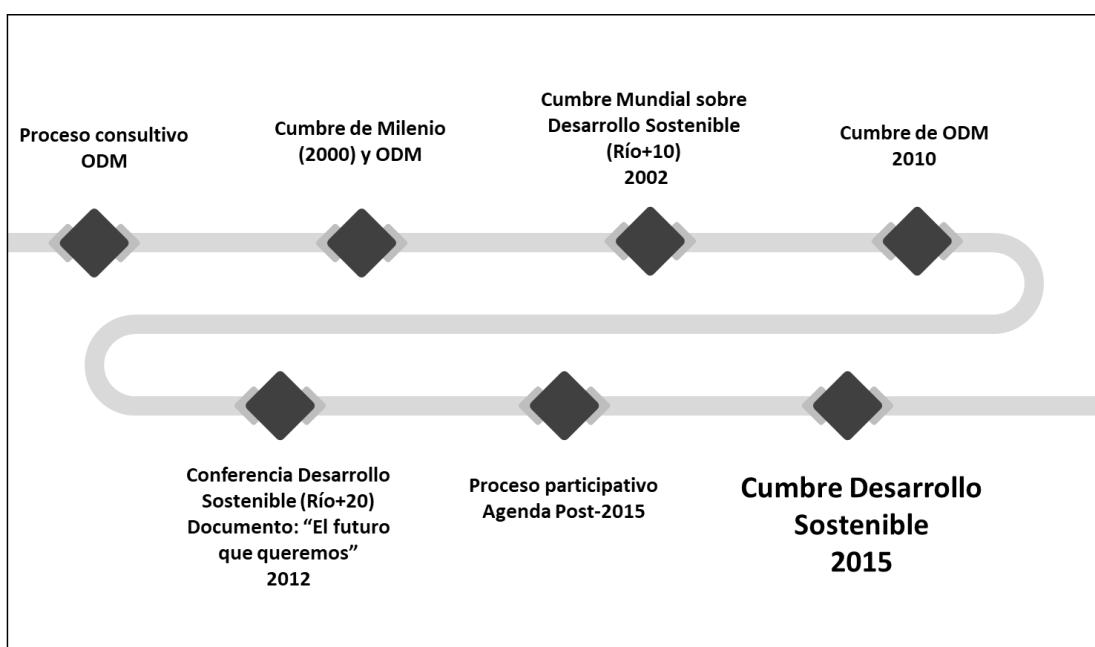 Proceso consultivo
ODM
Cumbre de Milenio
(2000) y ODM
Cumbre Mundial sobre
Desarrollo Sostenible
(Río+10)
2002
Cumbre de ODM
2010
Conferencia Desarrollo
Sostenible (Río+20)
Documento: “El futuro
que queremos”
2012
Proceso participativo
Agenda Post-2015
Cumbre Desarrollo
Sostenible
2015